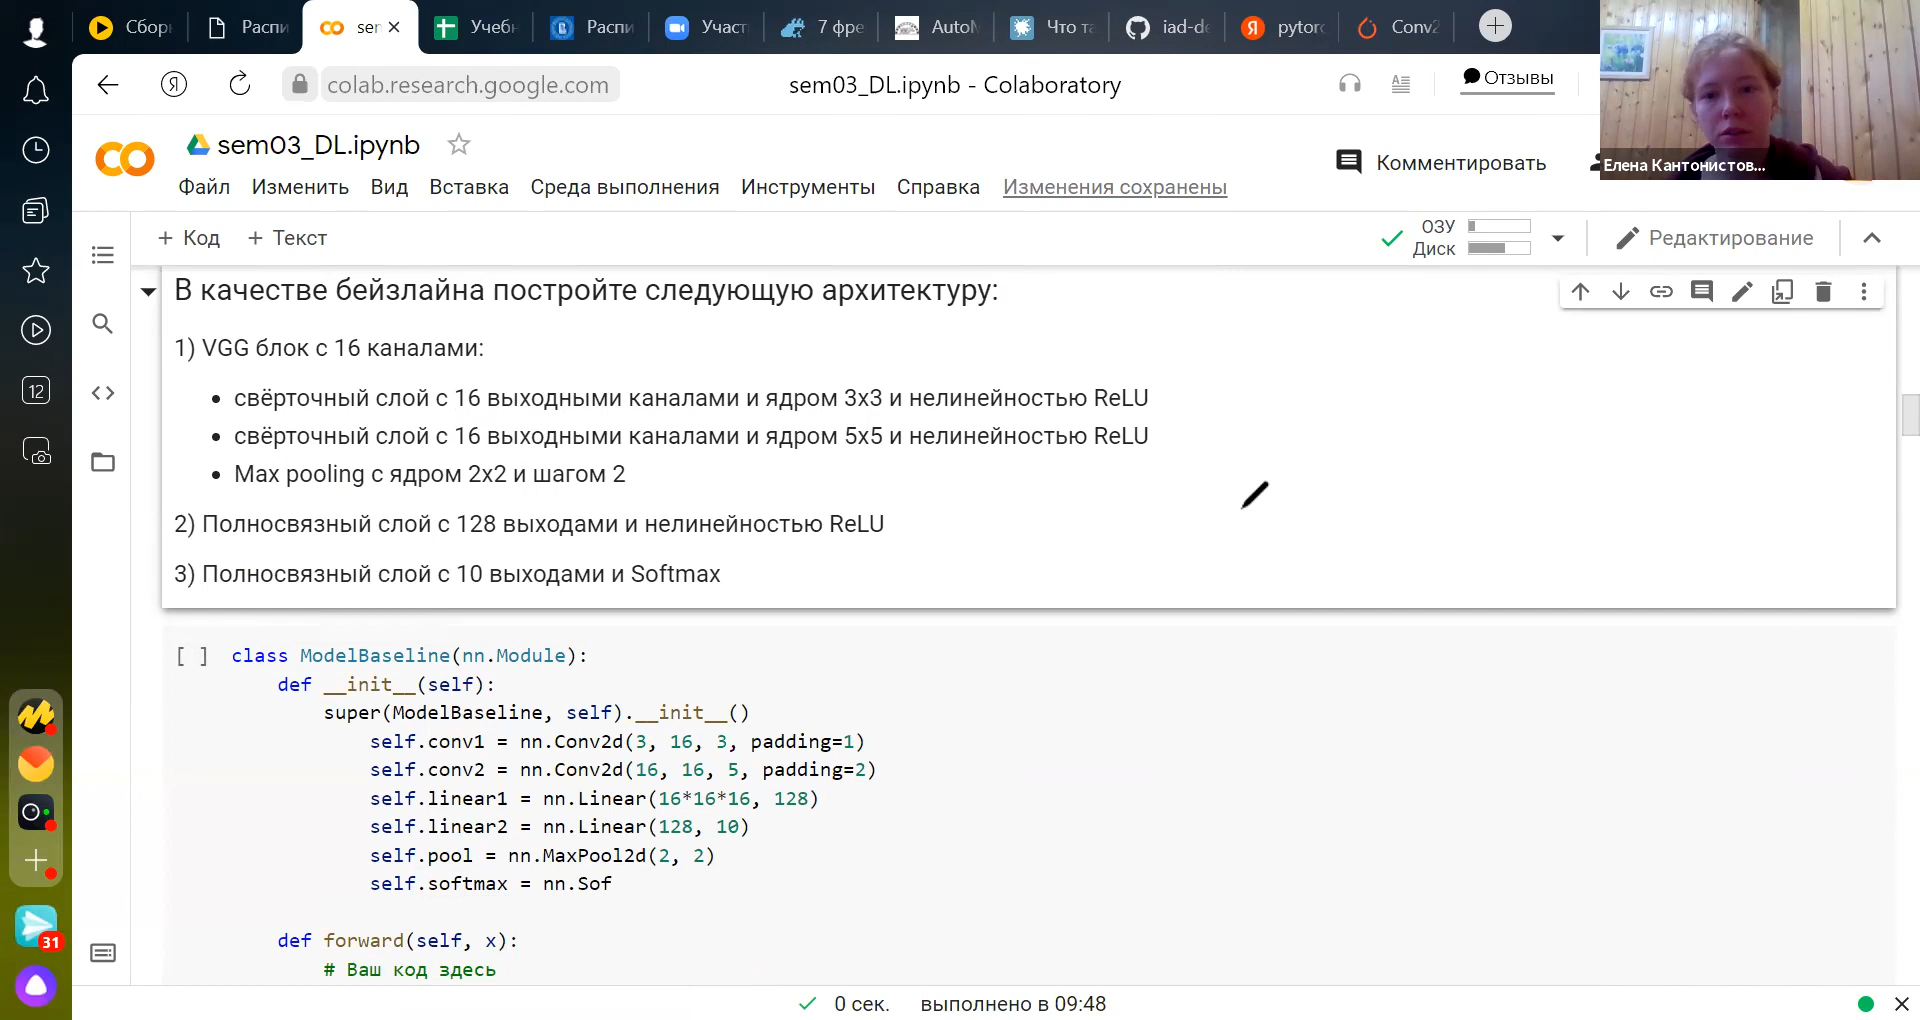 Сборн
Распи
sem
Учебн
Распи
Участ
7 фре
AutoM
Что та
iad-de
pytorc
Conv2
colab.research.google.com
sem03_DL.ipynb - Colaboratory
Отзывы
sem03_DL.ipynb
Комментировать
Елена Кантонистов...
Файл Изменить Вид Вставка Среда выполнения Инструменты Справка Изменения сохранены
+ Код + Текст
ОЗУ
Диск
Редактирование
В качестве бейзлайна постройте следующую архитектуру:
1) VGG блок с 16 каналами:
• свёрточный слой с 16 выходными каналами и ядром 3x3 и нелинейностью ReLU
• свёрточный слой с 16 выходными каналами и ядром 5x5 и нелинейностью ReLU
• Max pooling с ядром 2x2 и шагом 2
2) Полносвязный слой с 128 выходами и нелинейностью ReLU
3) Полносвязный слой с 10 выходами и Softmax
[ ] class ModelBaseline(nn.Module):
def __init__(self):
super(ModelBaseline, self).__init__()
self.conv1 = nn.Conv2d(3, 16, 3, padding=1)
self.conv2 = nn.Conv2d(16, 16, 5, padding=2)
self.linear1 = nn.Linear(16*16*16, 128)
self.linear2 = nn.Linear(128, 10)
self.pool = nn.MaxPool2d(2, 2)
self.softmax = nn.Sof
def forward(self, x):
# Ваш код здесь
0 сек. выполнено в 09:48
12
31